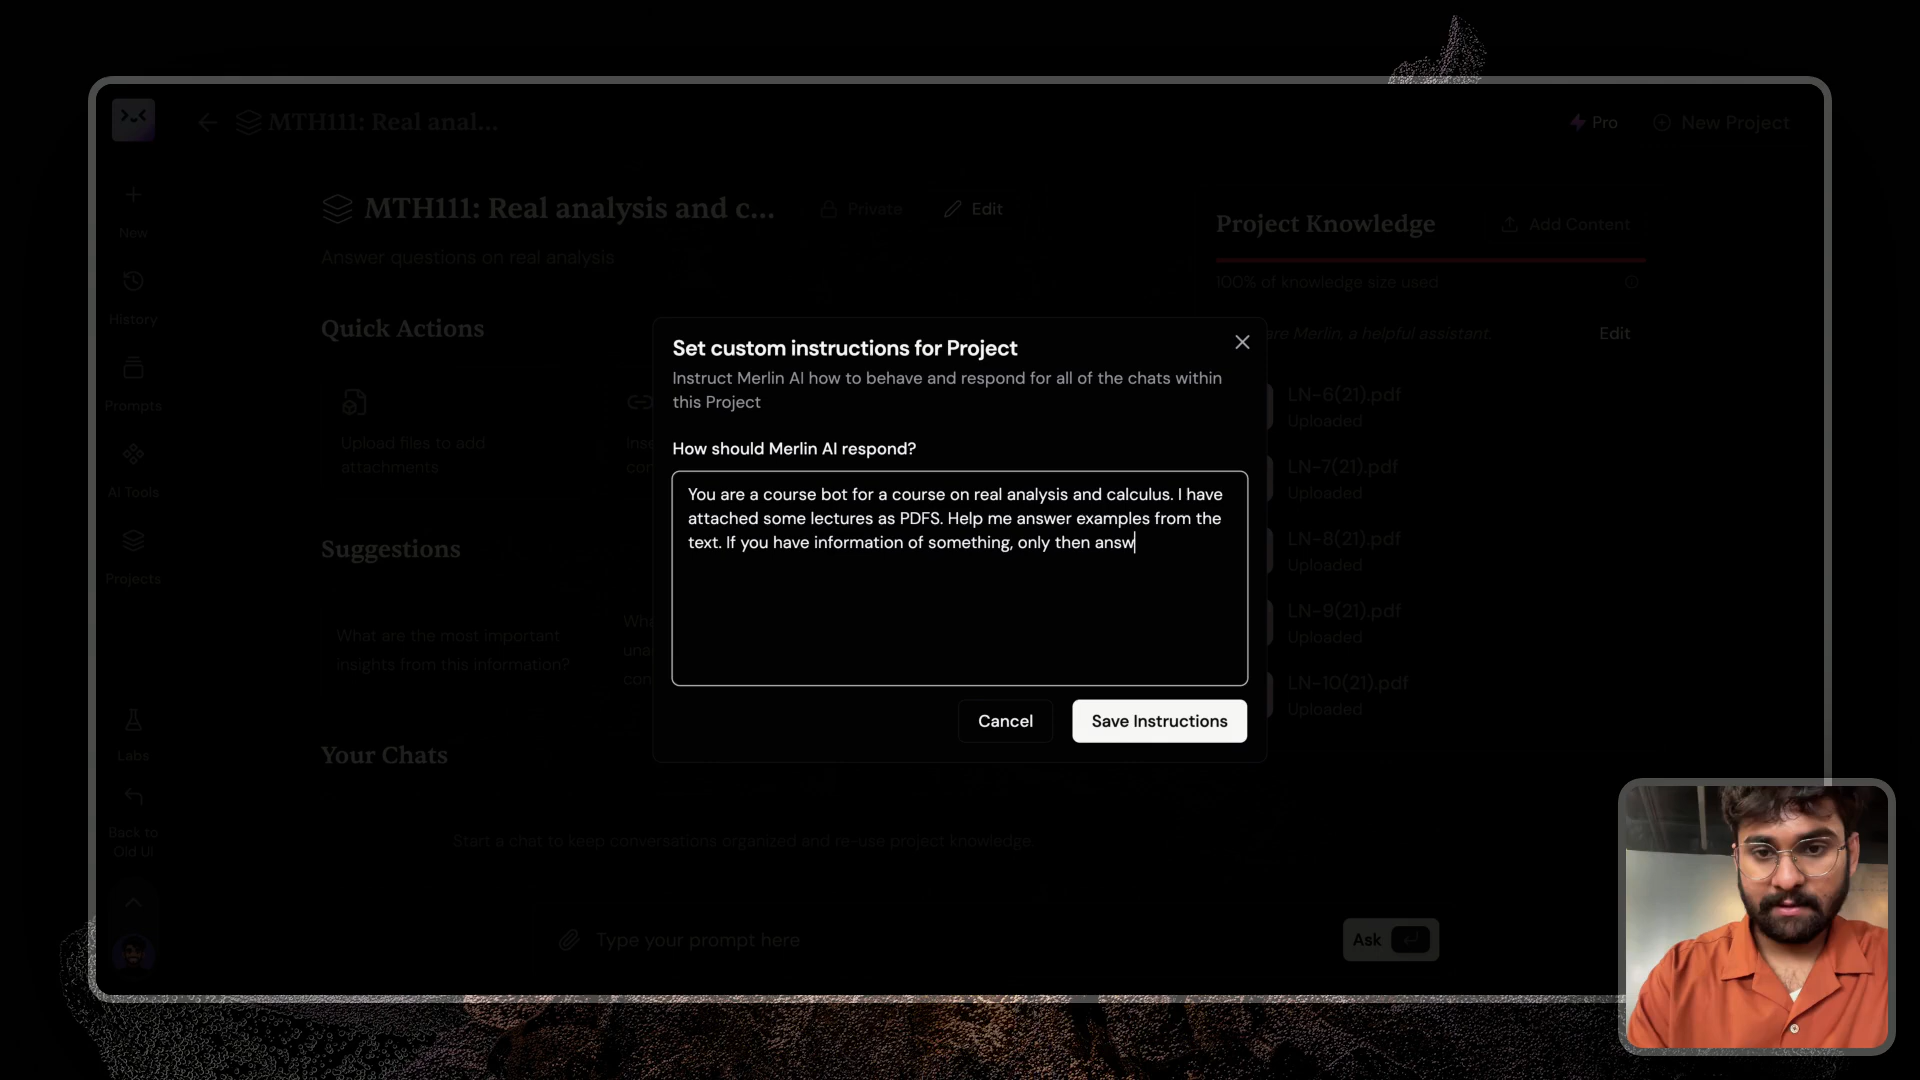 MTH111: Real anal...
Pro
New Project
New
History
Prompts
AI Tools
Projects
Labs
Back to
Old UI
MTH111: Real analysis and c...
Private
Edit
Answer questions on real analysis
Quick Actions
Upload files to add
attachments
Suggestions
What are the most important
insights from this information?
Your Chats
Start a chat to keep conversations organized and re-use project knowledge
Type your prompt here
Ask
Set custom instructions for Project
Instruct Merlin AI how to behave and respond for all of the chats within
this Project
How should Merlin AI respond?
You are a course bot for a course on real analysis and calculus. I have
attached some lectures as PDFS. Help me answer examples from the
text. If you have information of something, only then answ
Cancel
Save Instructions
Project Knowledge
Add Content
100% of knowledge size used
are Merlin, a helpful assistant.
Edit
LN-6(21).pdf
Uploaded
LN-7(21).pdf
Uploaded
LN-8(21).pdf
Uploaded
LN-9(21).pdf
Uploaded
LN-10(21).pdf
Uploaded